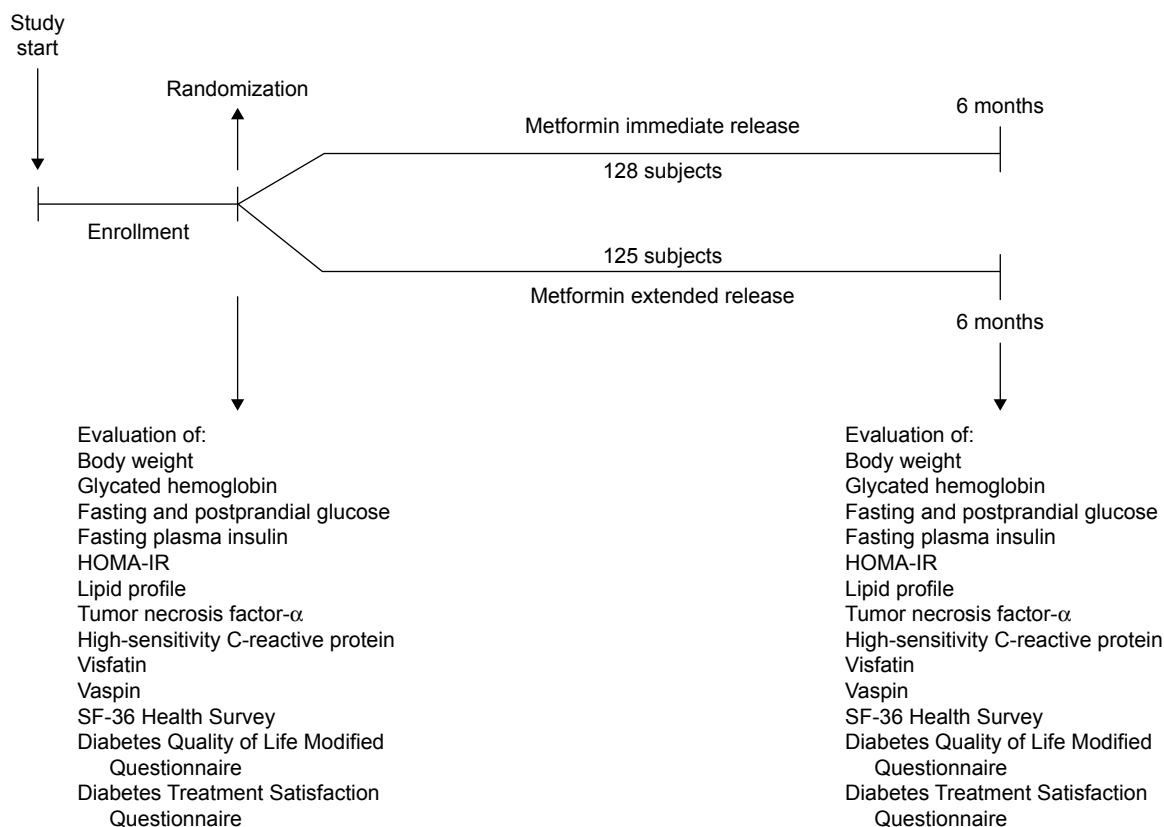 Study
start
Randomization
Metformin immediate release
6 months
128 subjects
Enrollment
125 subjects
Metformin extended release
6 months
Evaluation of:
Body weight
Glycated hemoglobin
Fasting and postprandial glucose
Fasting plasma insulin
HOMA-IR
Lipid profile
Tumor necrosis factor-α
High-sensitivity C-reactive protein
Visfatin
Vaspin
SF-36 Health Survey
Diabetes Quality of Life Modified
Questionnaire
Diabetes Treatment Satisfaction
Questionnaire
Evaluation of:
Body weight
Glycated hemoglobin
Fasting and postprandial glucose
Fasting plasma insulin
HOMA-IR
Lipid profile
Tumor necrosis factor-α
High-sensitivity C-reactive protein
Visfatin
Vaspin
SF-36 Health Survey
Diabetes Quality of Life Modified
Questionnaire
Diabetes Treatment Satisfaction
Questionnaire